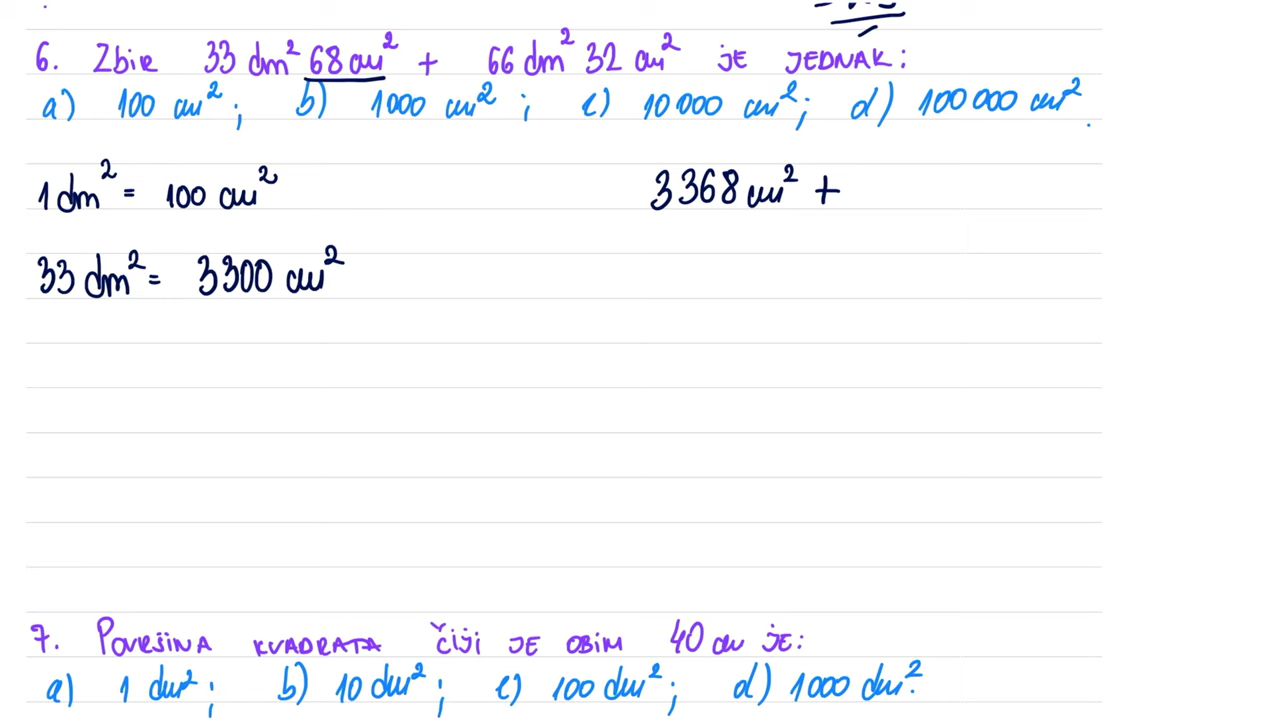 6. Zbir 33 dm² 68 cm² + 66 dm² 32 cm² JE JEDNAK:
a) 100 cm²; b) 1000 cm²; c) 10 000 cm²; d) 100 000 cm².
1 dm² = 100 cm² 3368 cm² +
33 dm² = 3300 cm²
7. POVRŠINA KVADRATA ČIJI JE OBIM 40 cm JE:
a) 1 dm²; b) 10 dm²; c) 100 dm²; d) 1000 dm².